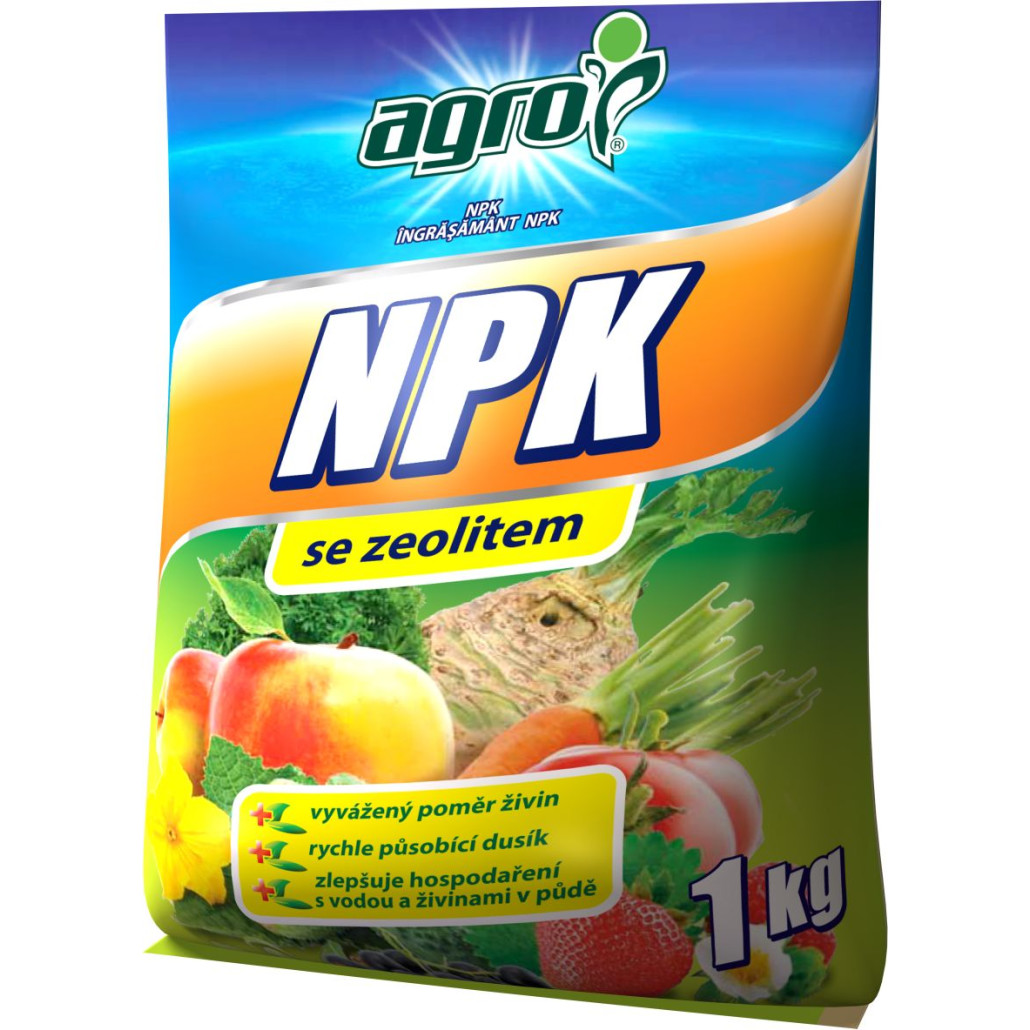 agro
®
NPK
ÎNGRĂŞĂMÂNT NPK
NPK
se zeolitem
vyvážený poměr živin
rychle působící dusík
zlepšuje hospodaření
s vodou a živinami v půdě
1 kg